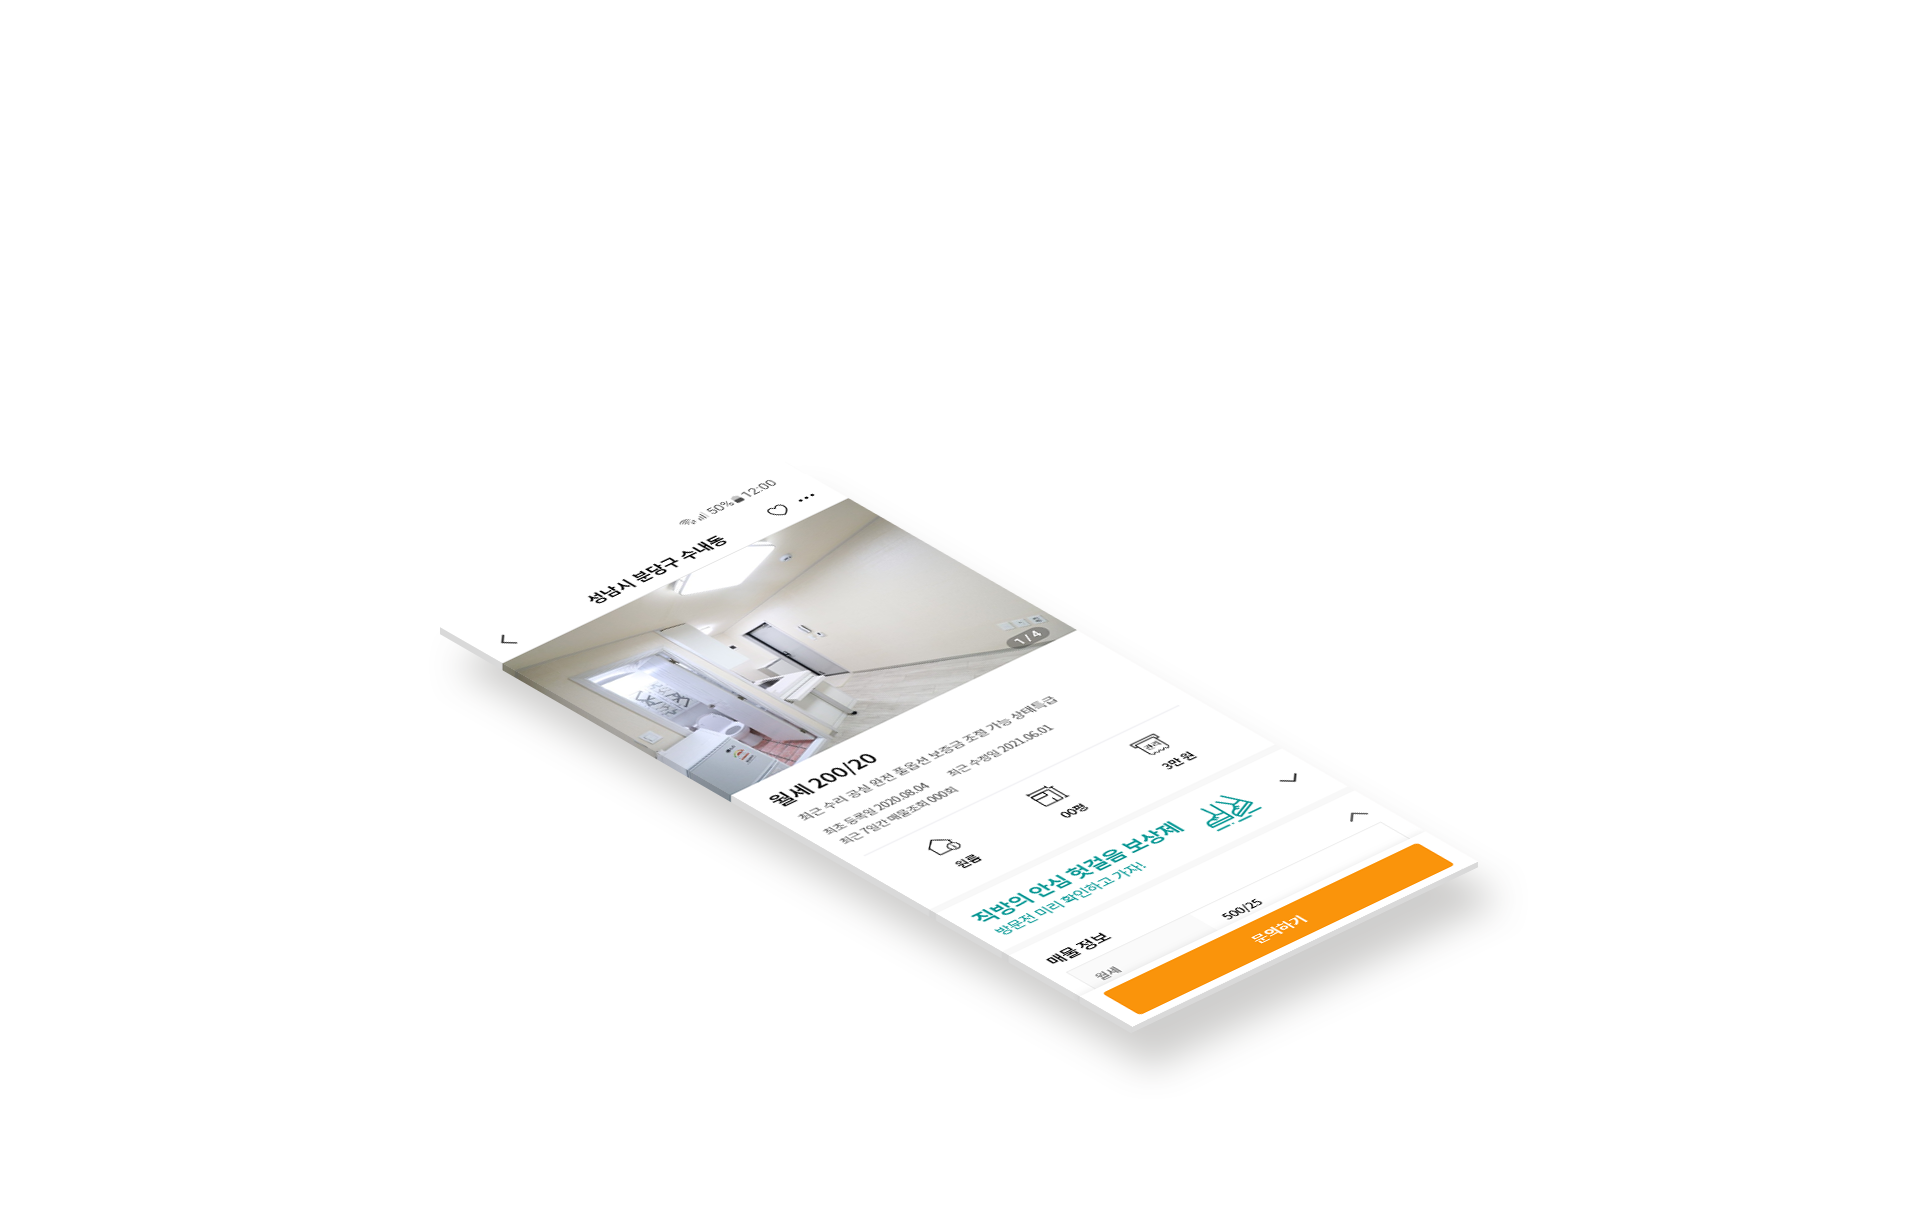 50% 12:00
성남시 분당구 수내동
1 / 4
월세 200/20
최근 수리 공실 완전 풀옵션 보증금 조절 가능 상태특급
최초 등록일 2020.08.04 최근 수정일 2021.06.01
최근 7일간 매물조회 000회
원룸
00평
관리
3만 원
직방의 안심 헛걸음 보상제
방문전 미리 확인하고 가자!
매물 정보
월세 500/25
문의하기